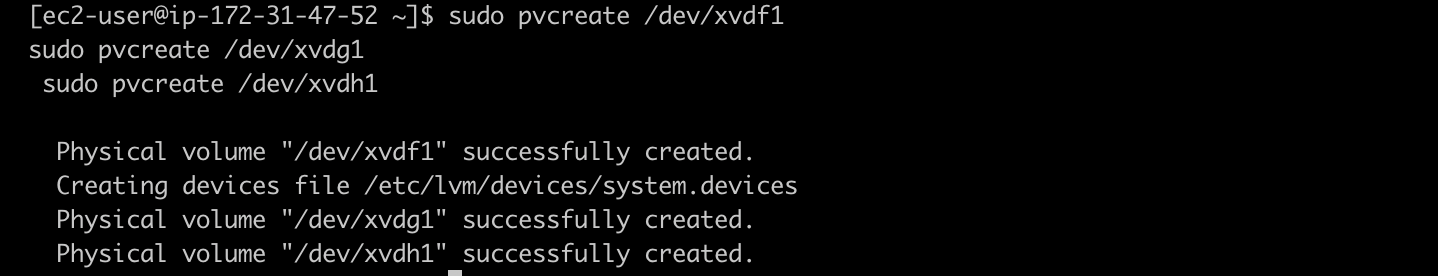 [ec2-user@ip-172-31-47-52 ~]$ sudo pvcreate /dev/xvdf1
sudo pvcreate /dev/xvdg1
sudo pvcreate /dev/xvdh1
Physical volume "/dev/xvdf1" successfully created.
Creating devices file /etc/lvm/devices/system.devices
Physical volume "/dev/xvdg1" successfully created.
Physical volume "/dev/xvdh1" successfully created.